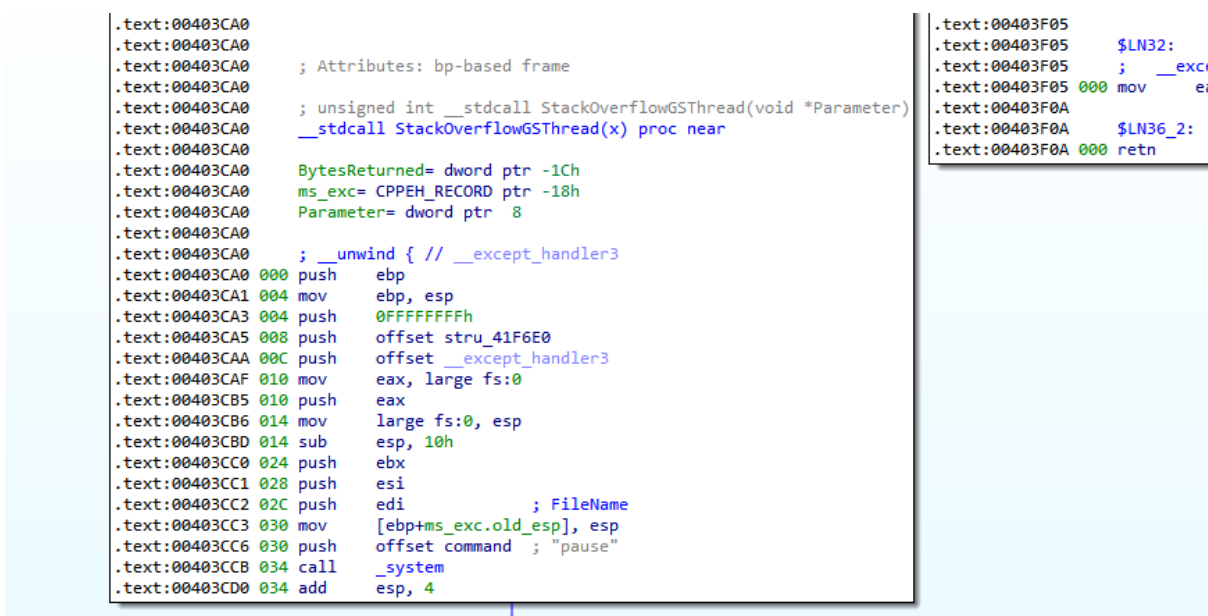 .text:00403CA0
.text:00403CA0
.text:00403CA0 ; Attributes: bp-based frame
.text:00403CA0
.text:00403CA0 ; unsigned int __stdcall StackOverflowGSThread(void *Parameter)
.text:00403CA0 __stdcall StackOverflowGSThread(x) proc near
.text:00403CA0
.text:00403CA0 BytesReturned= dword ptr -1Ch
.text:00403CA0 ms_exc= CPPEH_RECORD ptr -18h
.text:00403CA0 Parameter= dword ptr  8
.text:00403CA0
.text:00403CA0 ; __unwind { // __except_handler3
.text:00403CA0 000 push    ebp
.text:00403CA1 004 mov     ebp, esp
.text:00403CA3 004 push    0FFFFFFFFh
.text:00403CA5 008 push    offset stru_41F6E0
.text:00403CAA 00C push    offset __except_handler3
.text:00403CAF 010 mov     eax, large fs:0
.text:00403CB5 010 push    eax
.text:00403CB6 014 mov     large fs:0, esp
.text:00403CBD 014 sub     esp, 10h
.text:00403CC0 024 push    ebx
.text:00403CC1 028 push    esi
.text:00403CC2 02C push    edi             ; FileName
.text:00403CC3 030 mov     [ebp+ms_exc.old_esp], esp
.text:00403CC6 030 push    offset command  ; "pause"
.text:00403CCB 034 call    _system
.text:00403CD0 034 add     esp, 4
.text:00403F05
.text:00403F05 $LN32:
.text:00403F05 ;   __exce
.text:00403F05 000 mov     ea
.text:00403F0A
.text:00403F0A $LN36_2:
.text:00403F0A 000 retn